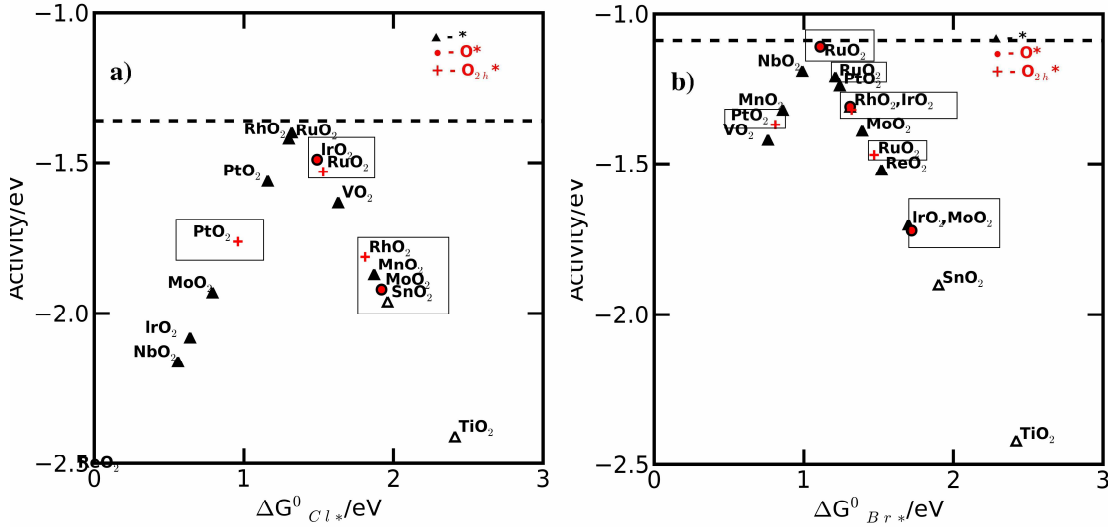 a)
▲ - *
● - O*
+ - O₂ₕ*
Activity/eV
−1.0
−1.5
−2.0
−2.5
RhO₂
RuO₂
IrO₂
RuO₂
PtO₂
VO₂
PtO₂
RhO₂
MnO₂
MoO₂
SnO₂
MoO₂
IrO₂
NbO₂
TiO₂
ReO₂
0
1
2
3
ΔG⁰ Cl*/eV
b)
▲ - *
● - O*
+ - O₂ₕ*
Activity/eV
−1.0
−1.5
−2.0
−2.5
RuO₂
NbO₂
RuO₂
PtO₂
MnO₂
RhO₂,IrO₂
PtO₂
VO₂
MoO₂
RuO₂
ReO₂
IrO₂,MoO₂
SnO₂
TiO₂
0
1
2
3
ΔG⁰ Br*/eV